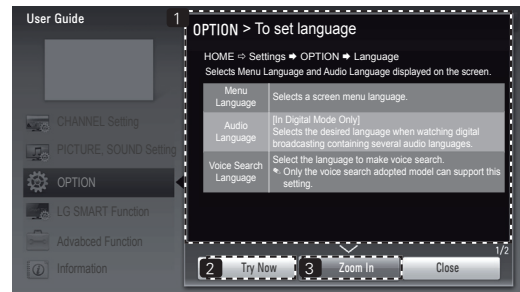 User Guide
1
OPTION > To set language
HOME ⇨ Settings ➡ OPTION ➡ Language
Selects Menu Language and Audio Language displayed on the screen.
Menu
Language
Selects a screen menu language.
Audio
Language
[In Digital Mode Only]
Selects the desired language when watching digital
broadcasting containing several audio languages.
Voice Search
Language
Select the language to make voice search.
✎ Only the voice search adopted model can support this
setting.
CHANNEL Setting
PICTURE, SOUND Setting
OPTION
LG SMART Function
Advabced Function
Information
1/2
2 Try Now
3 Zoom In
Close